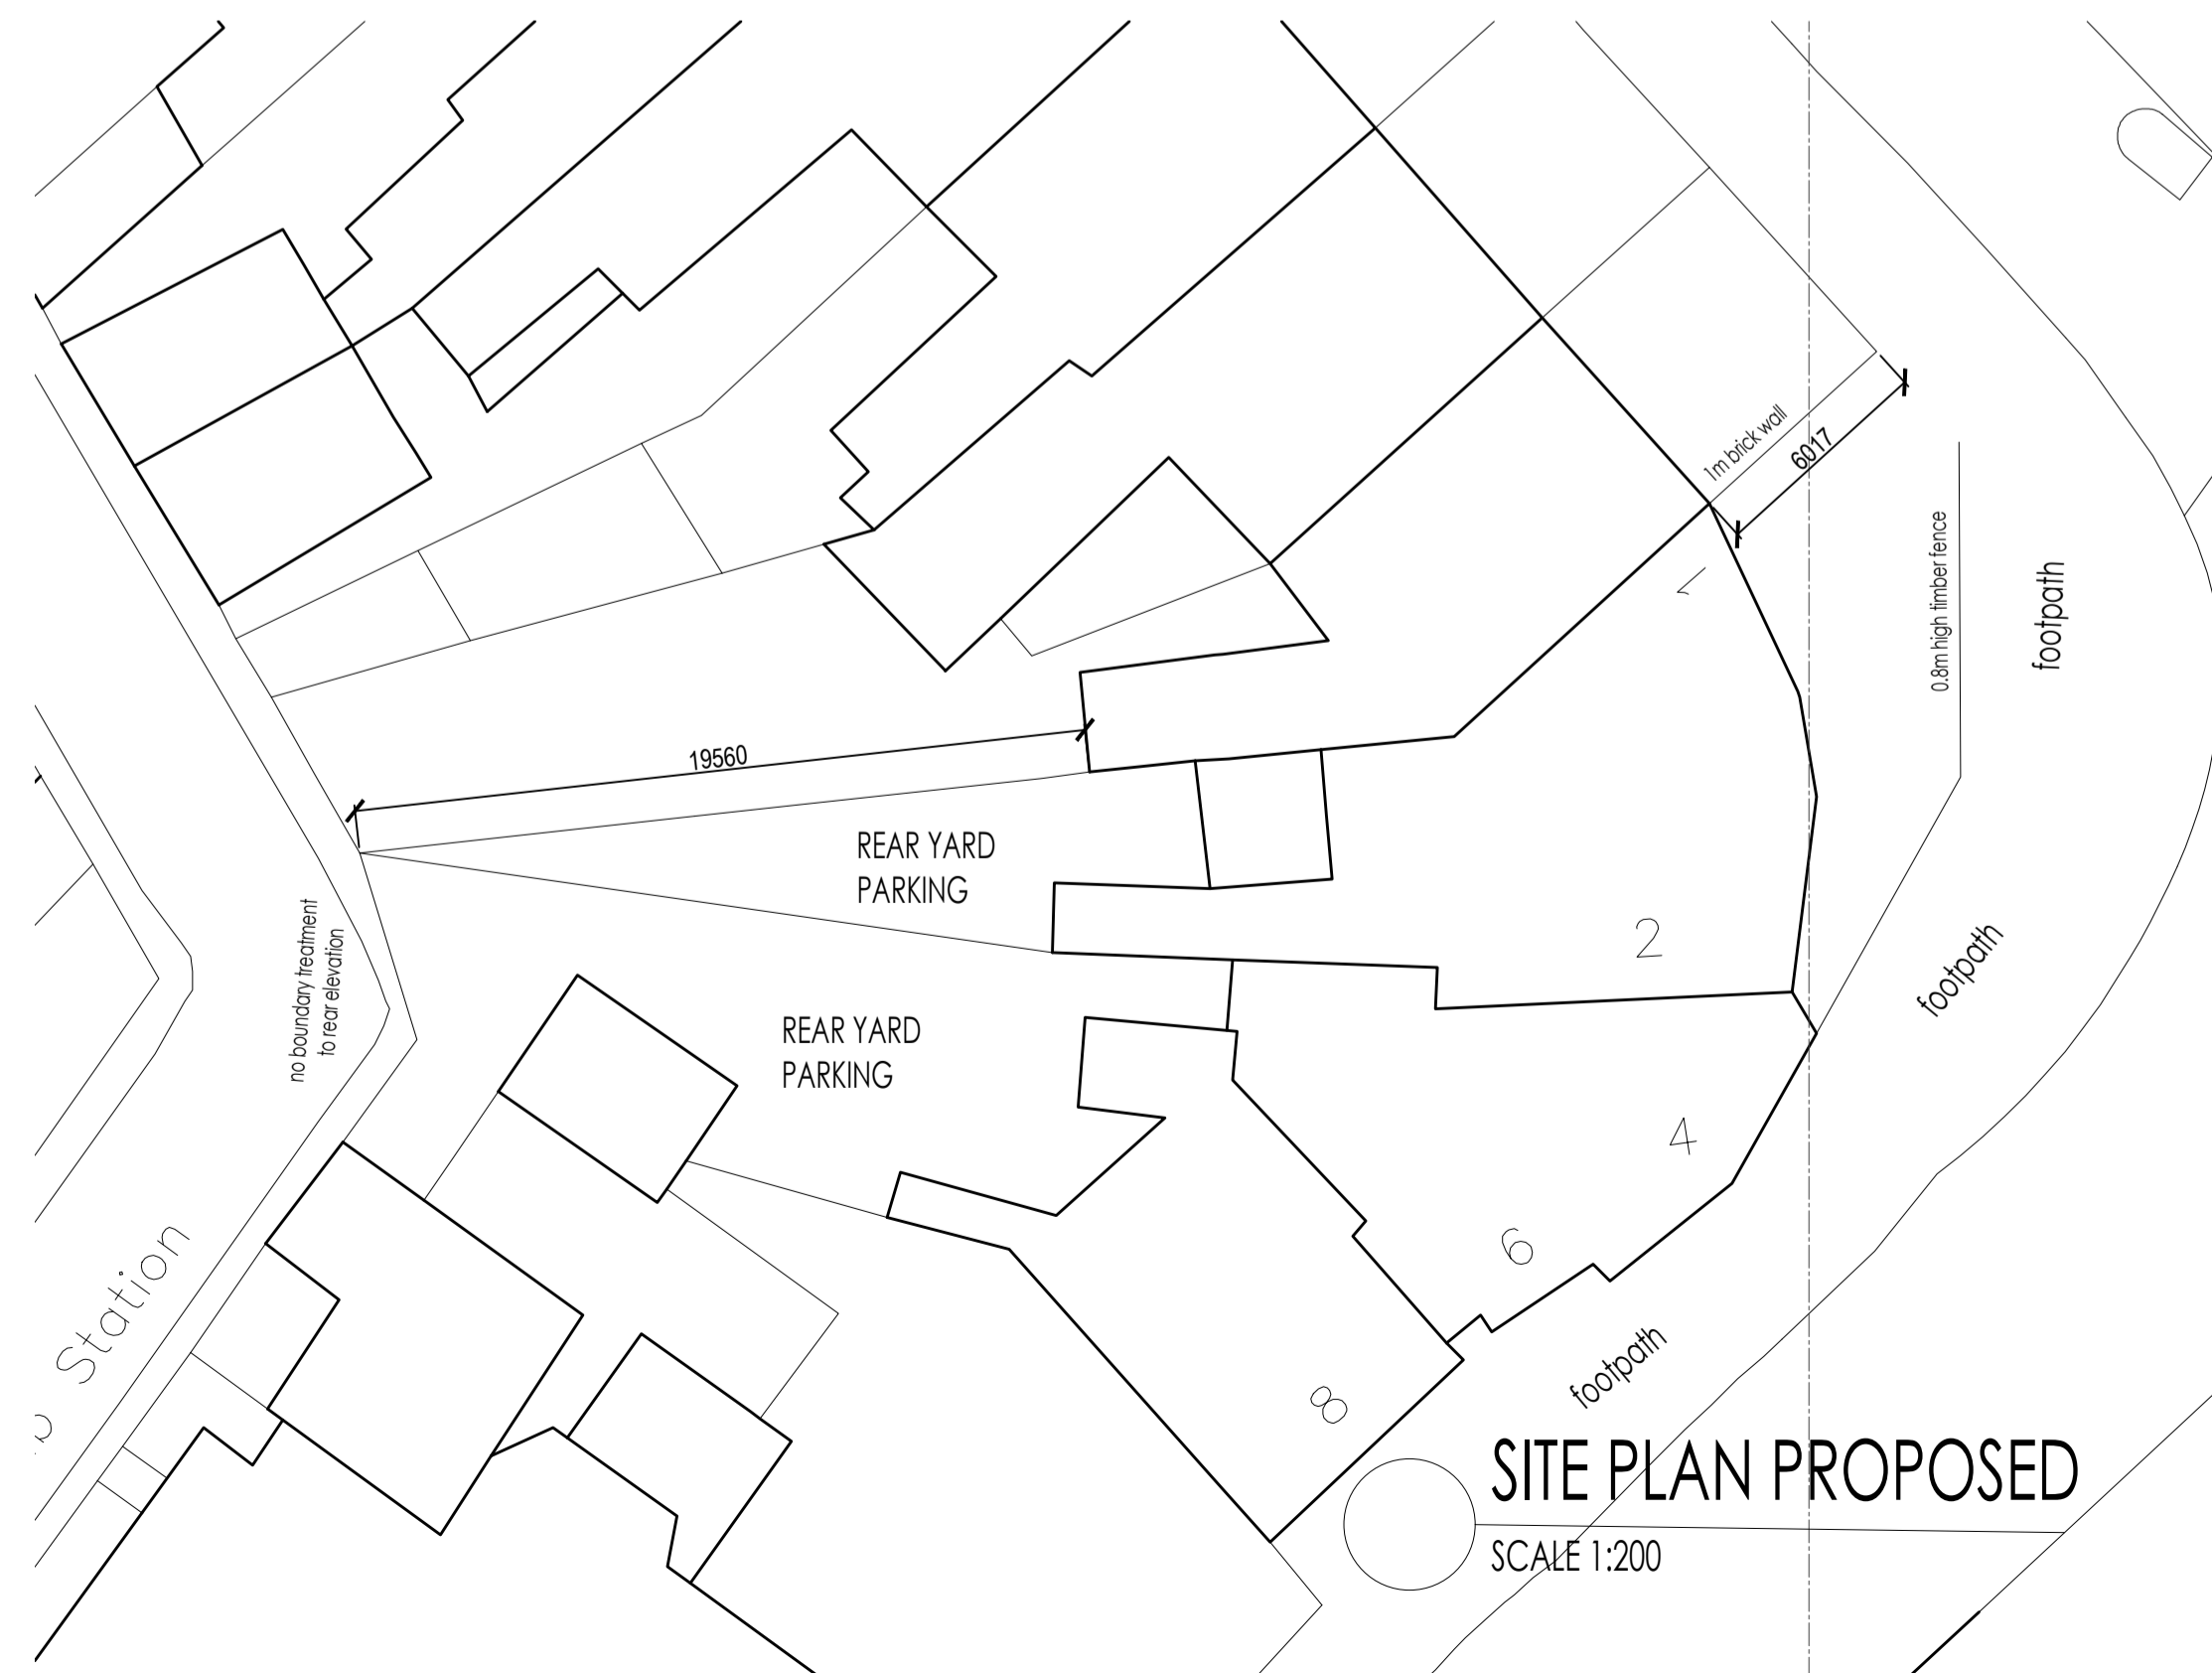 1m brick wall
6017
0.8m high timber fence
footpath
1
19560
REAR YARD
PARKING
2
footpath
no boundary treatment
to rear elevation
REAR YARD
PARKING
4
6
Station
footpath
8
SITE PLAN PROPOSED
SCALE 1:200